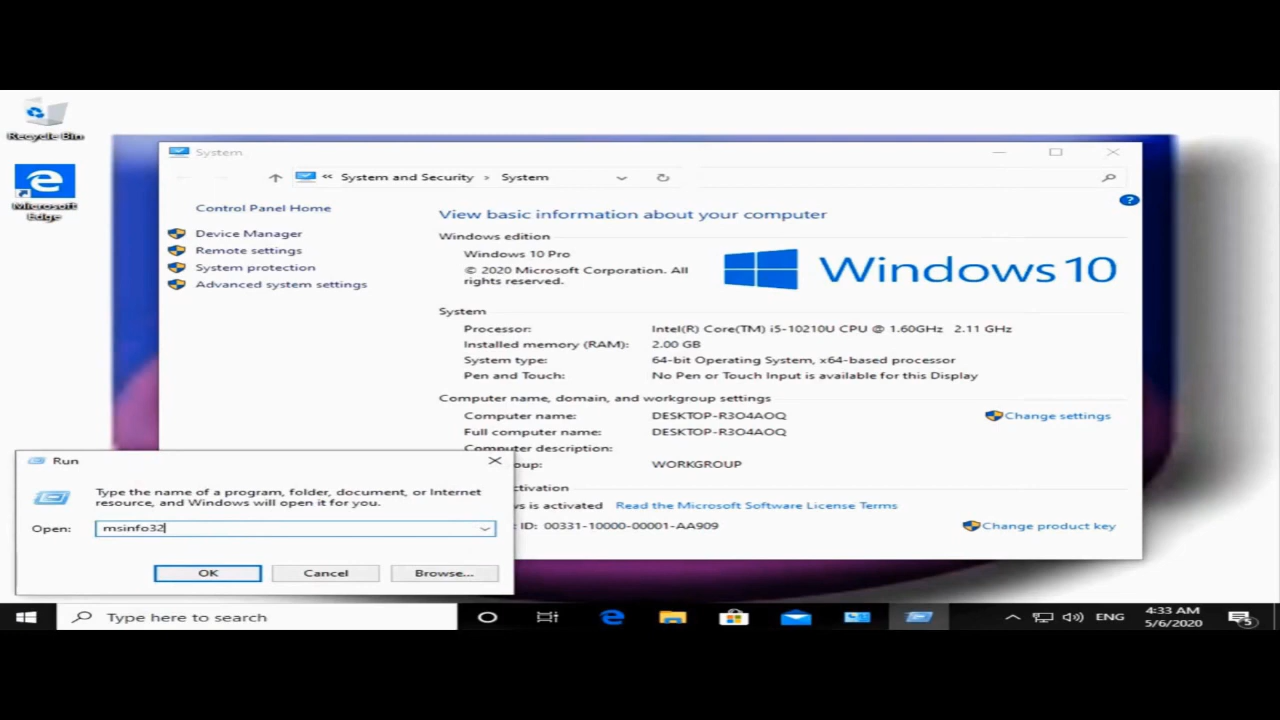 Recycle Bin
Microsoft
Edge
System
« System and Security > System
Control Panel Home
Device Manager
Remote settings
System protection
Advanced system settings
View basic information about your computer
Windows edition
Windows 10 Pro
© 2020 Microsoft Corporation. All
rights reserved.
Windows 10
System
Processor: Intel(R) Core(TM) i5-10210U CPU @ 1.60GHz 2.11 GHz
Installed memory (RAM): 2.00 GB
System type: 64-bit Operating System, x64-based processor
Pen and Touch: No Pen or Touch Input is available for this Display
Computer name, domain, and workgroup settings
Computer name: DESKTOP-R3O4AOQ
Change settings
Full computer name: DESKTOP-R3O4AOQ
Computer description:
oup: WORKGROUP
ctivation
s is activated Read the Microsoft Software License Terms
ID: 00331-10000-00001-AA909
Change product key
Run
Type the name of a program, folder, document, or Internet
resource, and Windows will open it for you.
Open: msinfo32
OK Cancel Browse...
Type here to search
ENG
4:33 AM
5/6/2020
5